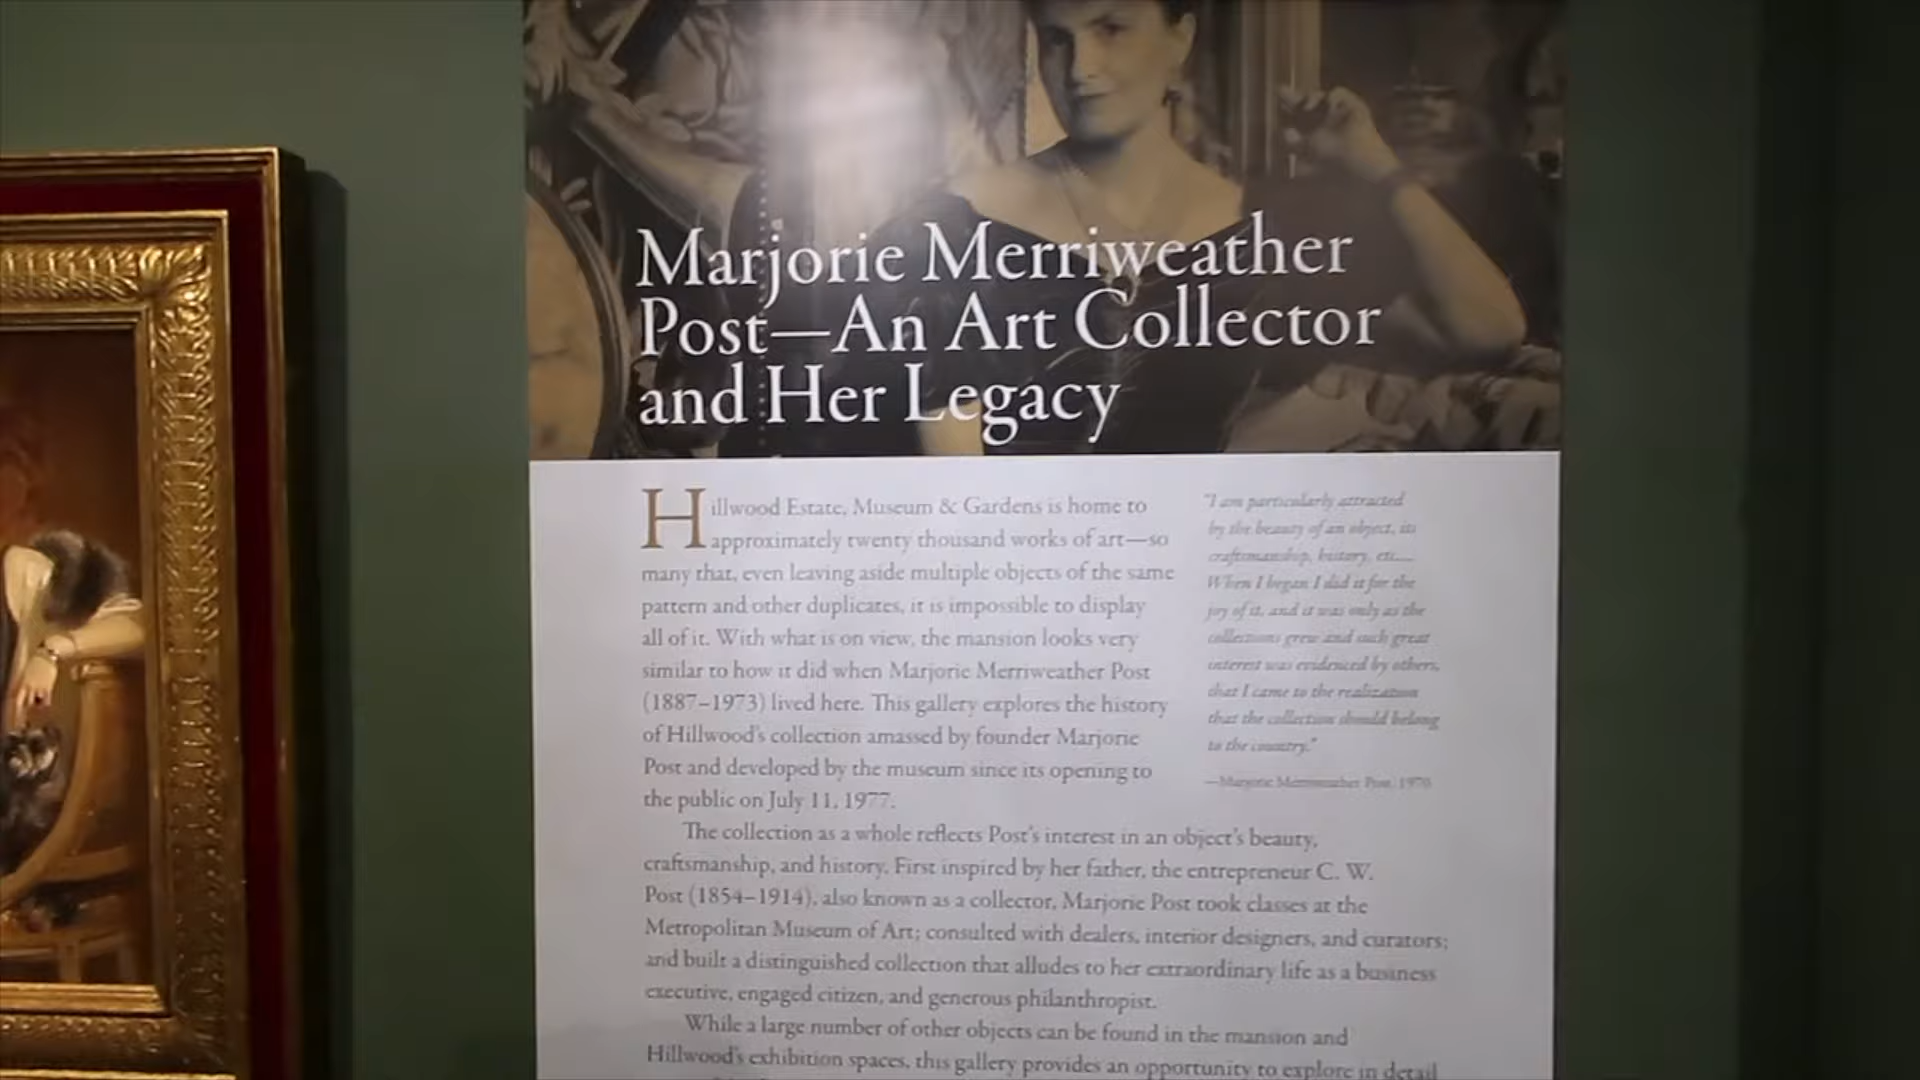 Marjorie Merriweather
Post—An Art Collector
and Her Legacy
Hillwood Estate, Museum & Gardens is home to
approximately twenty thousand works of art—so
many that, even leaving aside multiple objects of the same
pattern and other duplicates, it is impossible to display
all of it. With what is on view, the mansion looks very
similar to how it did when Marjorie Merriweather Post
(1887–1973) lived here. This gallery explores the history
of Hillwood's collection amassed by founder Marjorie
Post and developed by the museum since its opening to
the public on July 11, 1977.
"I am particularly attracted
by the beauty of an object, its
craftsmanship, history, etc....
When I began I did it for the
joy of it, and it was only as the
collections grew and such great
interest was evidenced by others,
that I came to the realization
that the collection should belong
to the country."
—Marjorie Merriweather Post, 1970
The collection as a whole reflects Post's interest in an object's beauty,
craftsmanship, and history. First inspired by her father, the entrepreneur C. W.
Post (1854–1914), also known as a collector, Marjorie Post took classes at the
Metropolitan Museum of Art; consulted with dealers, interior designers, and curators;
and built a distinguished collection that alludes to her extraordinary life as a business
executive, engaged citizen, and generous philanthropist.
While a large number of other objects can be found in the mansion and
Hillwood's exhibition spaces, this gallery provides an opportunity to explore in detail